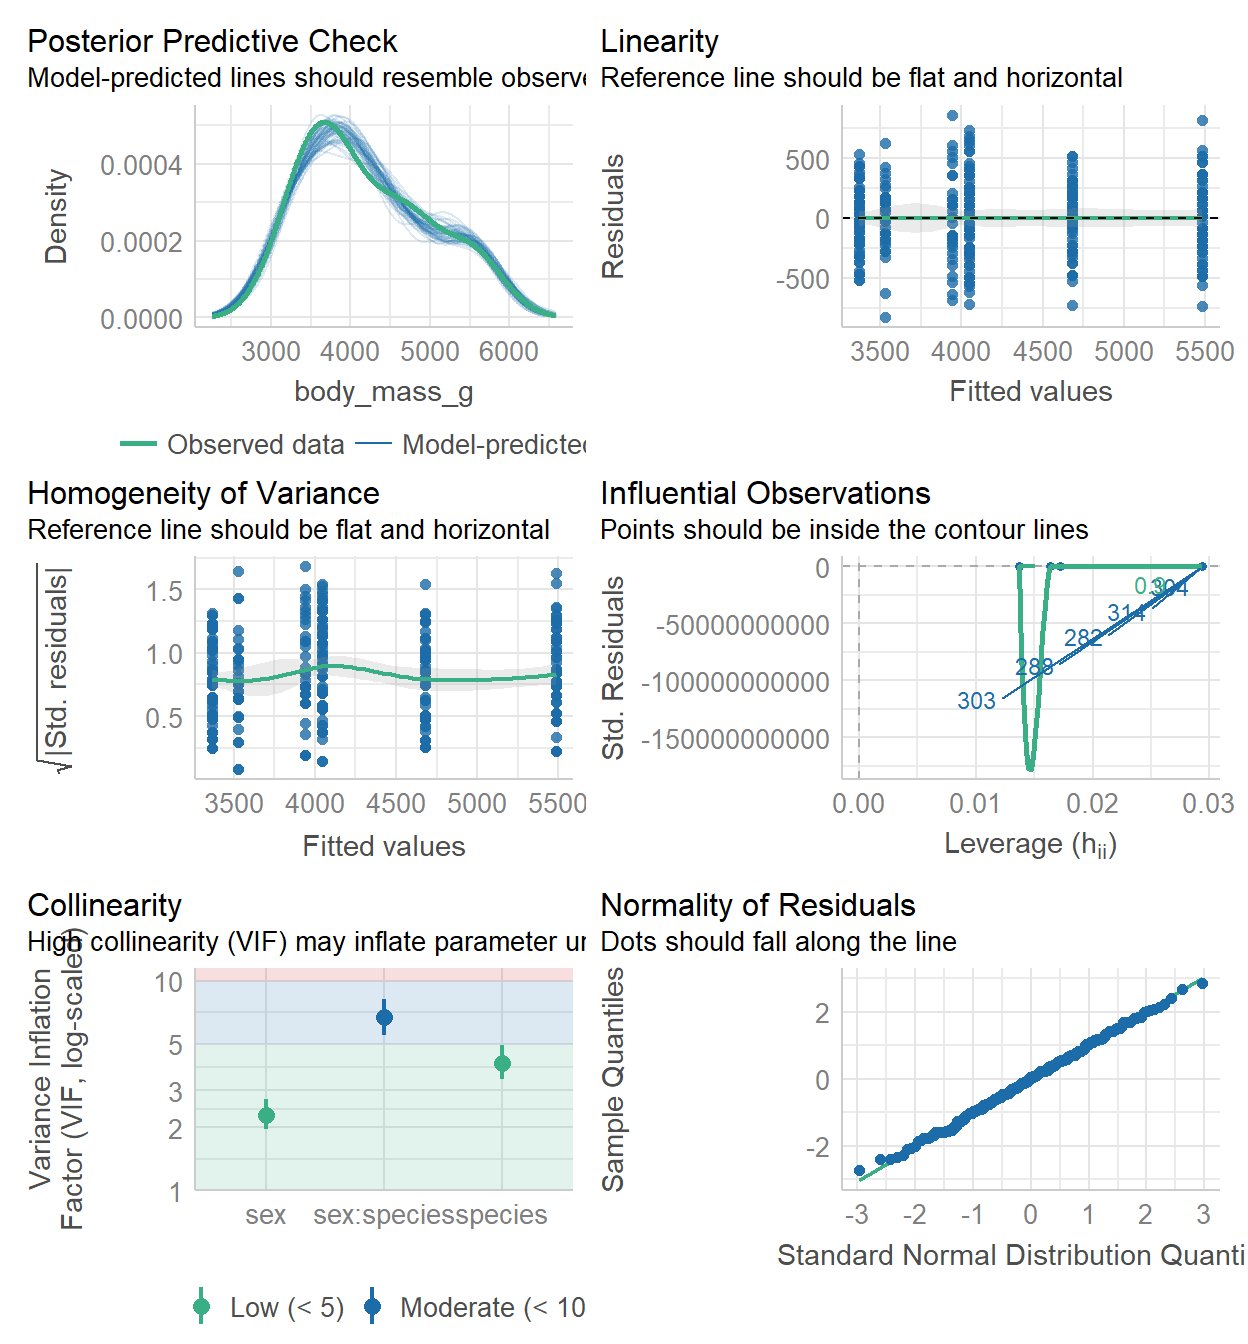 Posterior Predictive Check
Model-predicted lines should resemble observe
Density
0.0004
0.0002
0.0000
3000 4000 5000 6000
body_mass_g
Observed data Model-predicted
Linearity
Reference line should be flat and horizontal
Residuals
500
0
-500
3500 4000 4500 5000 5500
Fitted values
Homogeneity of Variance
Reference line should be flat and horizontal
√|Std. residuals|
1.5
1.0
0.5
3500 4000 4500 5000 5500
Fitted values
Influential Observations
Points should be inside the contour lines
Std. Residuals
0
-50000000000
-100000000000
-150000000000
304
314
282
288
303
0.00 0.01 0.02 0.03
Leverage (hii)
Collinearity
High collinearity (VIF) may inflate parameter un
Variance Inflation
Factor (VIF, log-scaled)
10
5
3
2
1
sex sex:species species
Low (< 5) Moderate (< 10
Normality of Residuals
Dots should fall along the line
Sample Quantiles
2
0
-2
-3 -2 -1 0 1 2 3
Standard Normal Distribution Quanti